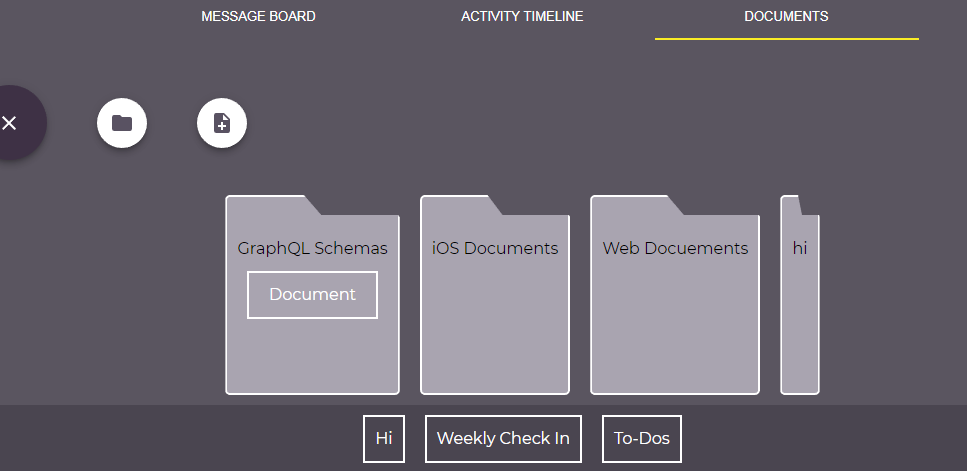 MESSAGE BOARD ACTIVITY TIMELINE DOCUMENTS
GraphQL Schemas iOS Documents Web Docuements hi
Document
Hi Weekly Check In To-Dos